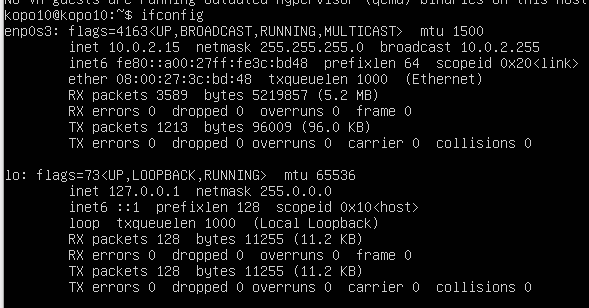 No VM guests are running outdated hypervisor (qemu) binaries on this host
kopo10@kopo10:~$ ifconfig
enp0s3: flags=4163<UP,BROADCAST,RUNNING,MULTICAST>  mtu 1500
        inet 10.0.2.15  netmask 255.255.255.0  broadcast 10.0.2.255
        inet6 fe80::a00:27ff:fe3c:bd48  prefixlen 64  scopeid 0x20<link>
        ether 08:00:27:3c:bd:48  txqueuelen 1000  (Ethernet)
        RX packets 3589  bytes 5219857 (5.2 MB)
        RX errors 0  dropped 0  overruns 0  frame 0
        TX packets 1213  bytes 96009 (96.0 KB)
        TX errors 0  dropped 0 overruns 0  carrier 0  collisions 0
lo: flags=73<UP,LOOPBACK,RUNNING>  mtu 65536
        inet 127.0.0.1  netmask 255.0.0.0
        inet6 ::1  prefixlen 128  scopeid 0x10<host>
        loop  txqueuelen 1000  (Local Loopback)
        RX packets 128  bytes 11255 (11.2 KB)
        RX errors 0  dropped 0  overruns 0  frame 0
        TX packets 128  bytes 11255 (11.2 KB)
        TX errors 0  dropped 0 overruns 0  carrier 0  collisions 0